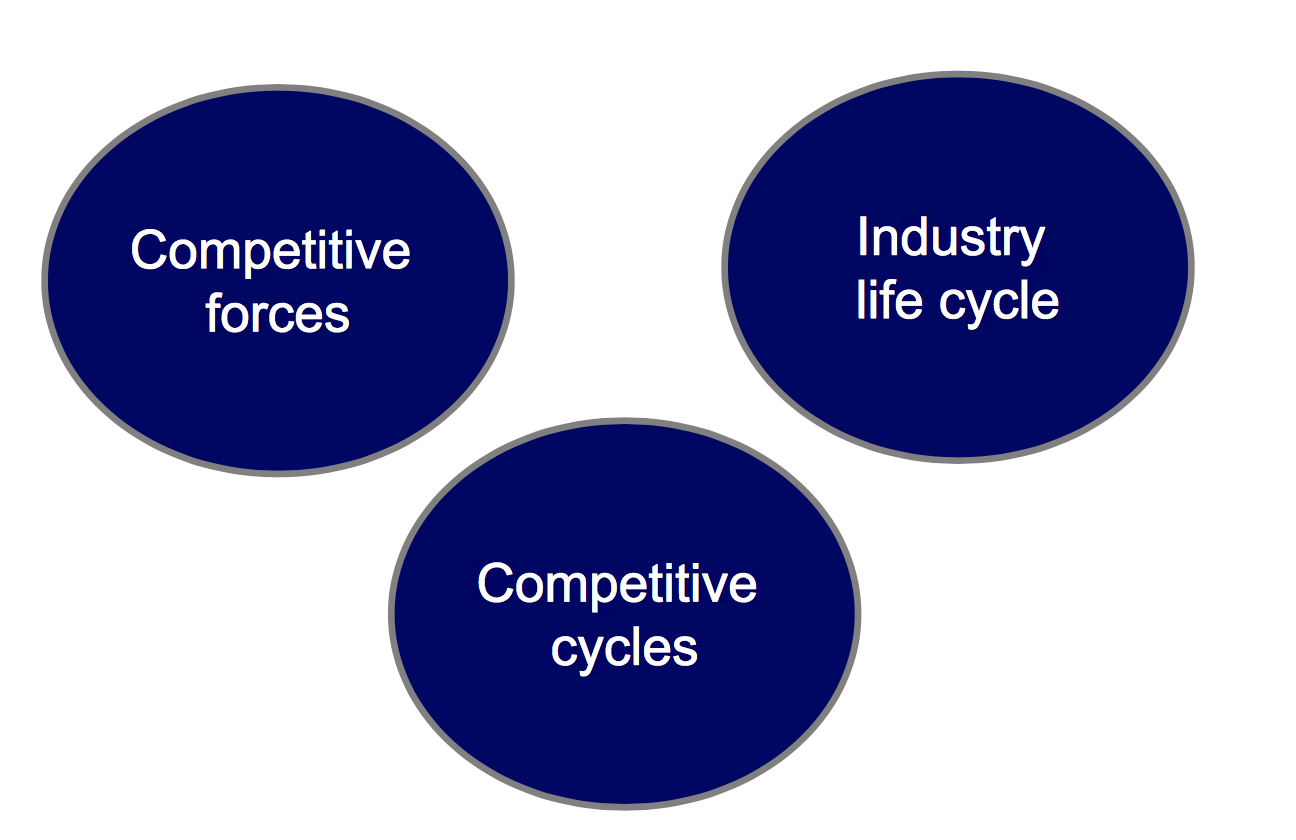 Competitive
forces
Industry
life cycle
Competitive
cycles